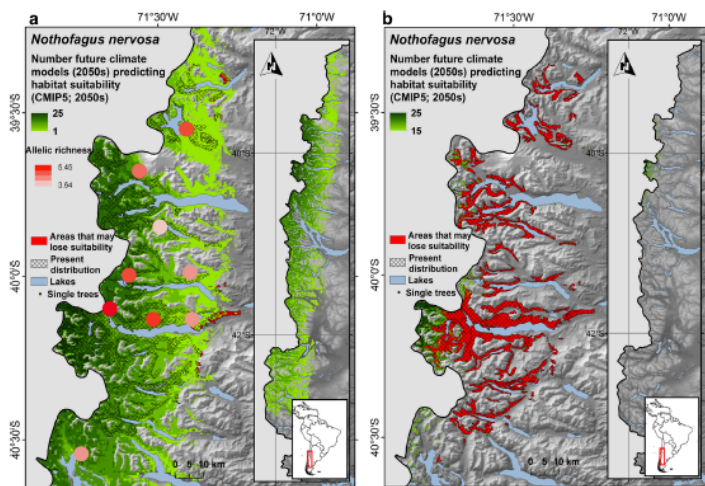 a
71°30'W
71°0'W
Nothofagus nervosa
Number future climate
models (2050s) predicting
habitat suitability
(CMIP5; 2050s)
25
1
Allelic richness
5.45
3.64
Areas that may
lose suitability
Present
distribution
Lakes
Single trees
39°30'S
40°0'S
40°30'S
40°S
42°S
0 5 10 km
b
71°30'W
71°0'W
Nothofagus nervosa
Number future climate
models (2050s) predicting
habitat suitability
(CMIP5; 2050s)
25
15
Areas that may
lose suitability
Present
distribution
Lakes
Single trees
39°30'S
40°0'S
40°30'S
40°S
42°S
0 5 10 km